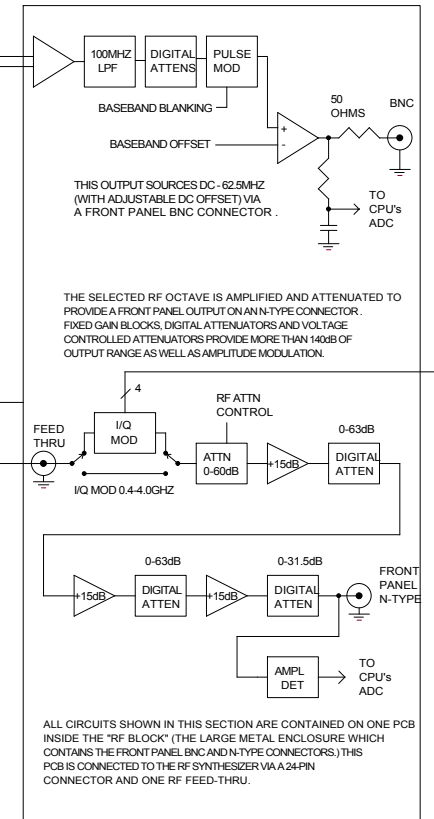 100MHZ
LPF
DIGITAL
ATTENS
PULSE
MOD
BASEBAND BLANKING
BASEBAND OFFSET
+
-
50
OHMS
BNC
TO
CPU's
ADC
THIS OUTPUT SOURCES DC - 62.5MHZ
(WITH ADJUSTABLE DC OFFSET) VIA
A FRONT PANEL BNC CONNECTOR .
THE SELECTED RF OCTAVE IS AMPLIFIED AND ATTENUATED TO
PROVIDE A FRONT PANEL OUTPUT ON AN N-TYPE CONNECTOR .
FIXED GAIN BLOCKS, DIGITAL ATTENUATORS AND VOLTAGE
CONTROLLED ATTENUATORS PROVIDE MORE THAN 140dB OF
OUTPUT RANGE AS WELL AS AMPLITUDE MODULATION.
4
FEED
THRU
I/Q
MOD
I/Q MOD 0.4-4.0GHZ
RF ATTN
CONTROL
ATTN
0-60dB
+15dB
0-63dB
DIGITAL
ATTEN
+15dB
0-63dB
DIGITAL
ATTEN
+15dB
0-31.5dB
DIGITAL
ATTEN
FRONT
PANEL
N-TYPE
AMPL
DET
TO
CPU's
ADC
ALL CIRCUITS SHOWN IN THIS SECTION ARE CONTAINED ON ONE PCB
INSIDE THE "RF BLOCK" (THE LARGE METAL ENCLOSURE WHICH
CONTAINS THE FRONT PANEL BNC AND N-TYPE CONNECTORS.) THIS
PCB IS CONNECTED TO THE RF SYNTHESIZER VIA A 24-PIN
CONNECTOR AND ONE RF FEED-THRU.